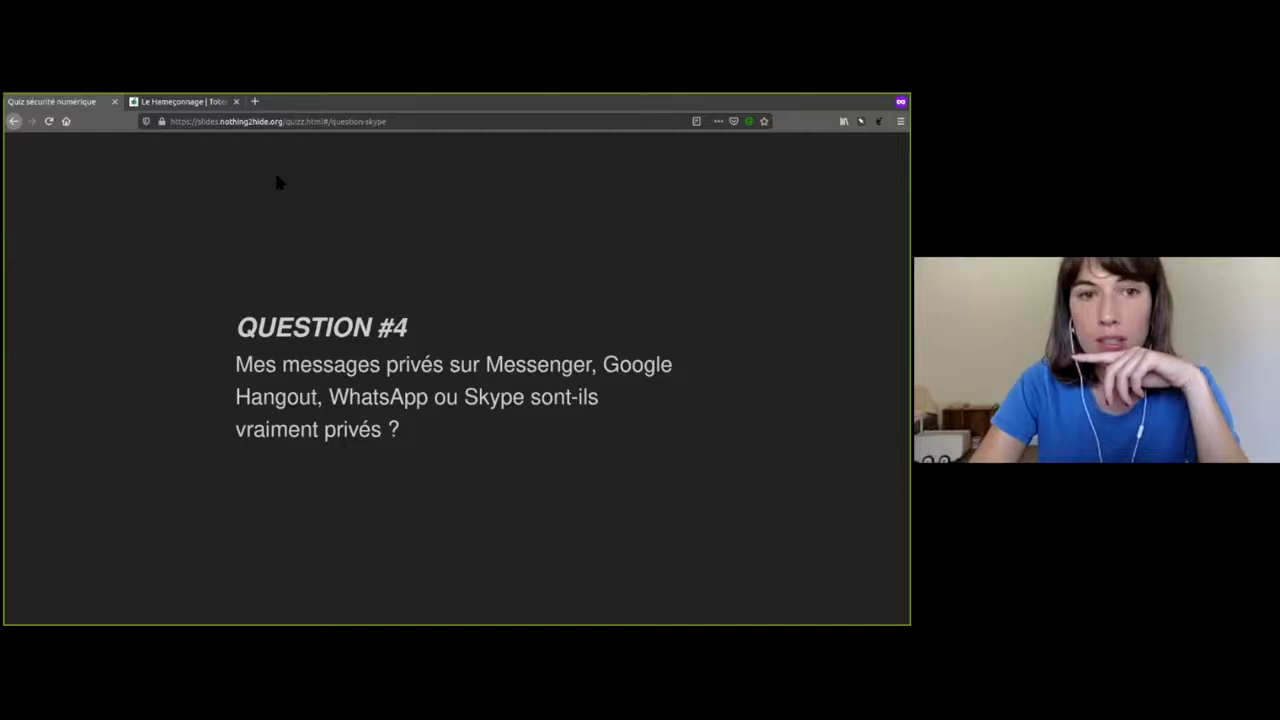 Quiz sécurité numérique
Le Hameçonnage | Totem
https://slides.nothing2hide.org/quizz.html#/question-skype
QUESTION #4
Mes messages privés sur Messenger, Google
Hangout, WhatsApp ou Skype sont-ils
vraiment privés ?